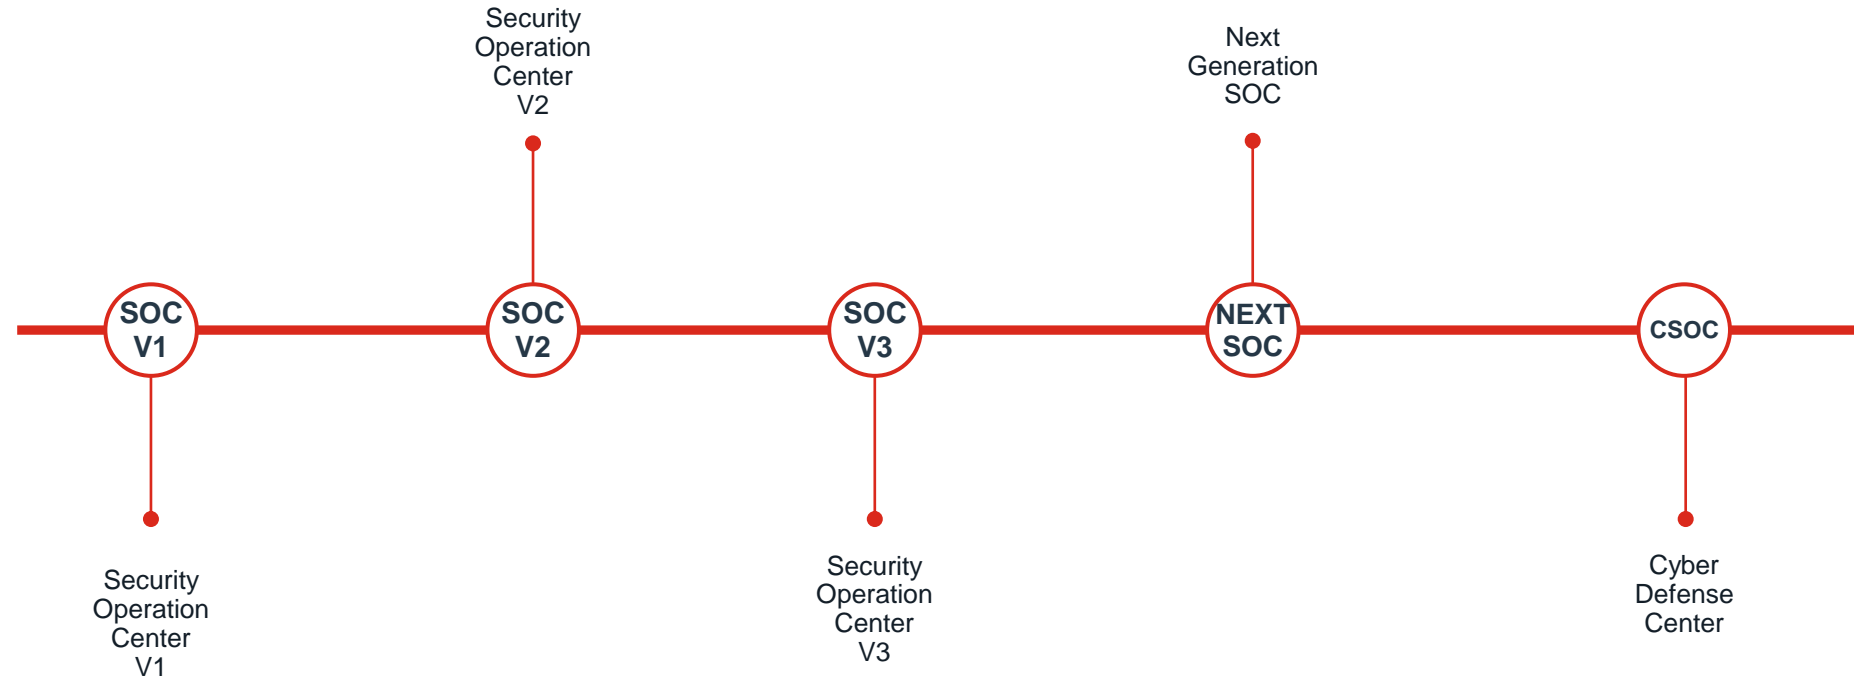 Security
Operation
Center
V2
Next
Generation
SOC
SOC
V1
SOC
V2
SOC
V3
NEXT
SOC
CSOC
Security
Operation
Center
V1
Security
Operation
Center
V3
Cyber
Defense
Center